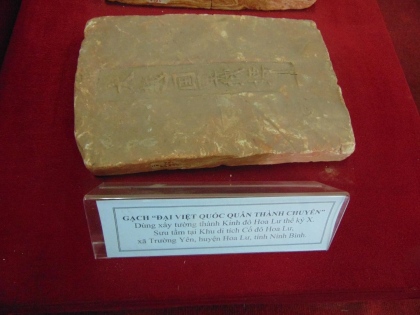 GẠCH “ĐẠI VIỆT QUỐC QUÂN THÀNH CHUYÊN”
Dùng xây tường thành Kinh đô Hoa Lư thế kỷ X.
Sưu tầm tại Khu di tích Cố đô Hoa Lư,
xã Trường Yên, huyện Hoa Lư, tỉnh Ninh Bình.